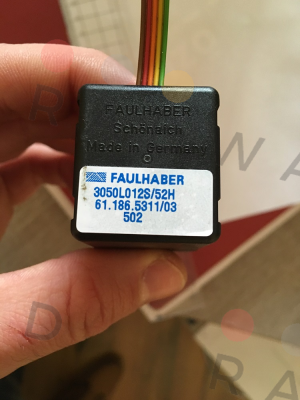 FAULHABER
Schönaich
Made in Germany
FAULHABER
3050L012S/52H
61.186.5311/03
502